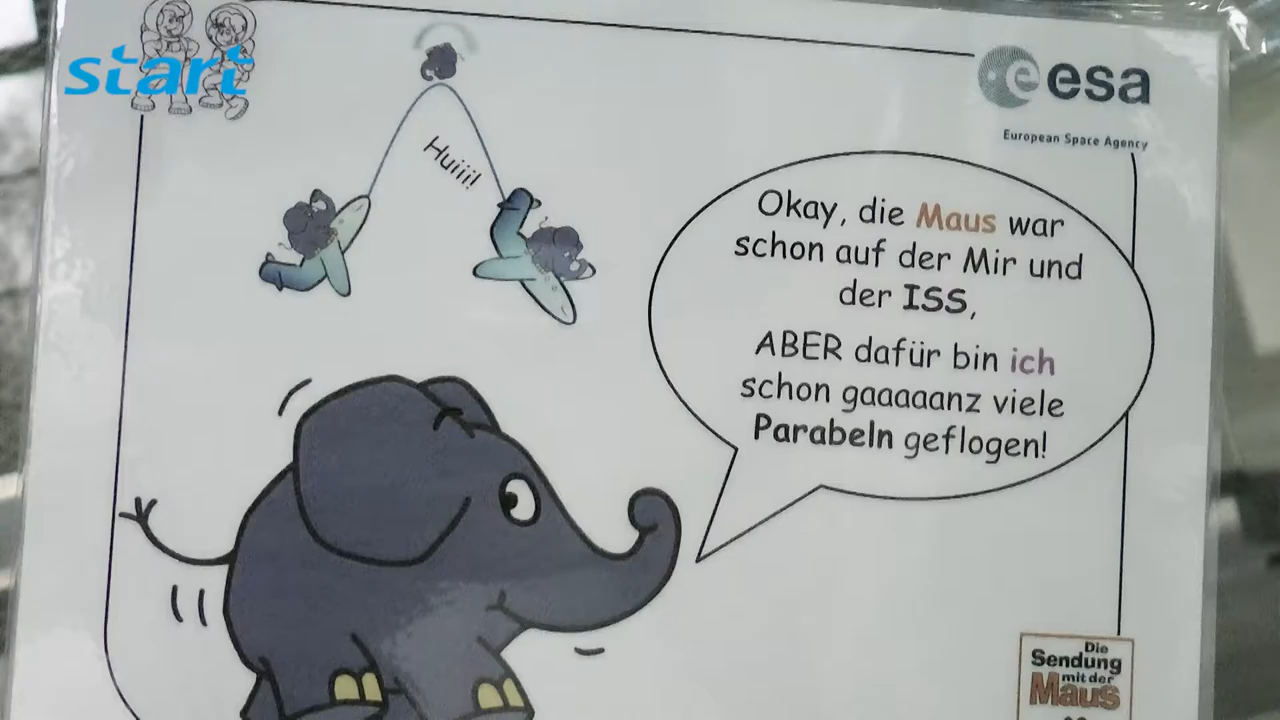 start
esa
European Space Agency
Huiii!
Okay, die Maus war
schon auf der Mir und
der ISS,
ABER dafür bin ich
schon gaaaaanz viele
Parabeln geflogen!
Die
Sendung
mit der
Maus